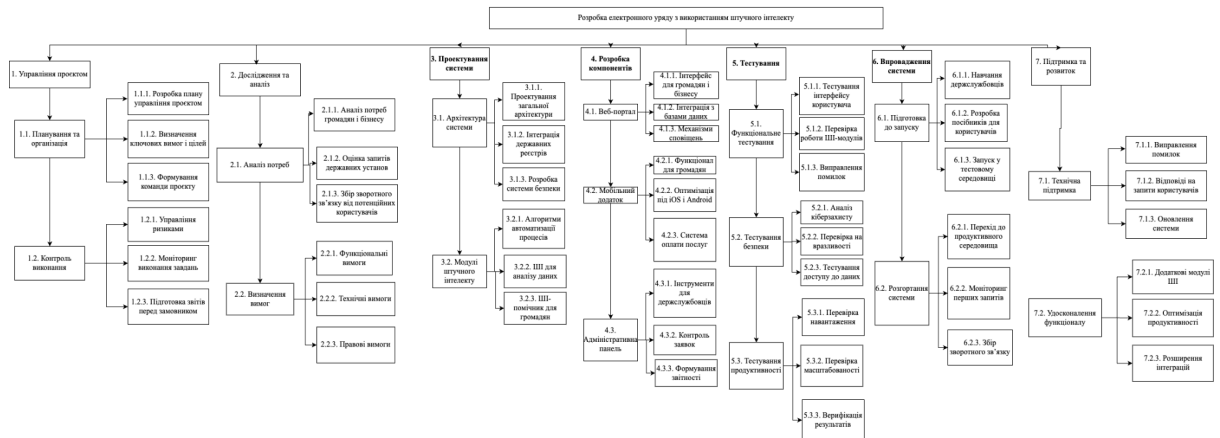 Розробка електронного уряду з використанням штучного інтелекту
1. Управління проєктом
1.1. Планування та
організація
1.1.1. Розробка плану
управління проєктом
1.1.2. Визначення
ключових вимог і цілей
1.1.3. Формування
команди проєкту
1.2. Контроль
виконання
1.2.1. Управління
ризиками
1.2.2. Моніторинг
виконання завдань
1.2.3. Підготовка звітів
перед замовником
2. Дослідження та
аналіз
2.1. Аналіз потреб
2.1.1. Аналіз потреб
громадян і бізнесу
2.1.2. Оцінка запитів
державних установ
2.1.3. Збір зворотного
зв’язку від потенційних
користувачів
2.2. Визначення
вимог
2.2.1. Функціональні
вимоги
2.2.2. Технічні вимоги
2.2.3. Правові вимоги
3. Проєктування
системи
3.1. Архітектура
системи
3.1.1.
Проектування
загальної
архітектури
3.1.2. Інтеграція
державних
реєстрів
3.1.3. Розробка
системи безпеки
3.2. Модулі
штучного
інтелекту
3.2.1. Алгоритми
автоматизації
процесів
3.2.2. ШІ для
аналізу даних
3.2.3. ШІ-
помічник для
громадян
4. Розробка
компонентів
4.1. Веб-портал
4.1.1. Інтерфейс
для громадян і
бізнесу
4.1.2. Інтеграція з
базами даних
4.1.3. Механізми
сповіщень
4.2. Мобільний
додаток
4.2.1. Функціонал
для громадян
4.2.2. Оптимізація
під iOS і Android
4.2.3. Система
оплати послуг
4.3.
Адміністративна
панель
4.3.1. Інструменти
для
держслужбовців
4.3.2. Контроль
заявок
4.3.3. Формування
звітності
5. Тестування
5.1.
Функціональне
тестування
5.1.1. Тестування
інтерфейсу
користувача
5.1.2. Перевірка
роботи ШІ-модулів
5.1.3. Виправлення
помилок
5.2. Тестування
безпеки
5.2.1. Аналіз
кіберзахисту
5.2.2. Перевірка на
вразливості
5.2.3. Тестування
доступу до даних
5.3. Тестування
продуктивності
5.3.1. Перевірка
навантаження
5.3.2. Перевірка
масштабованості
5.3.3. Верифікація
результатів
6. Впровадження
системи
6.1. Підготовка
до запуску
6.1.1. Навчання
держслужбовців
6.1.2. Розробка
посібників для
користувачів
6.1.3. Запуск у
тестовому
середовищі
6.2. Розгортання
системи
6.2.1. Перехід до
продуктивного
середовища
6.2.2. Моніторинг
перших запитів
6.2.3. Збір
зворотного зв’язку
7. Підтримка та
розвиток
7.1. Технічна
підтримка
7.1.1. Виправлення
помилок
7.1.2. Відповіді на
запити користувачів
7.1.3. Оновлення
системи
7.2. Удосконалення
функціоналу
7.2.1. Додаткові модулі
ШІ
7.2.2. Оптимізація
продуктивності
7.2.3. Розширення
інтеграцій